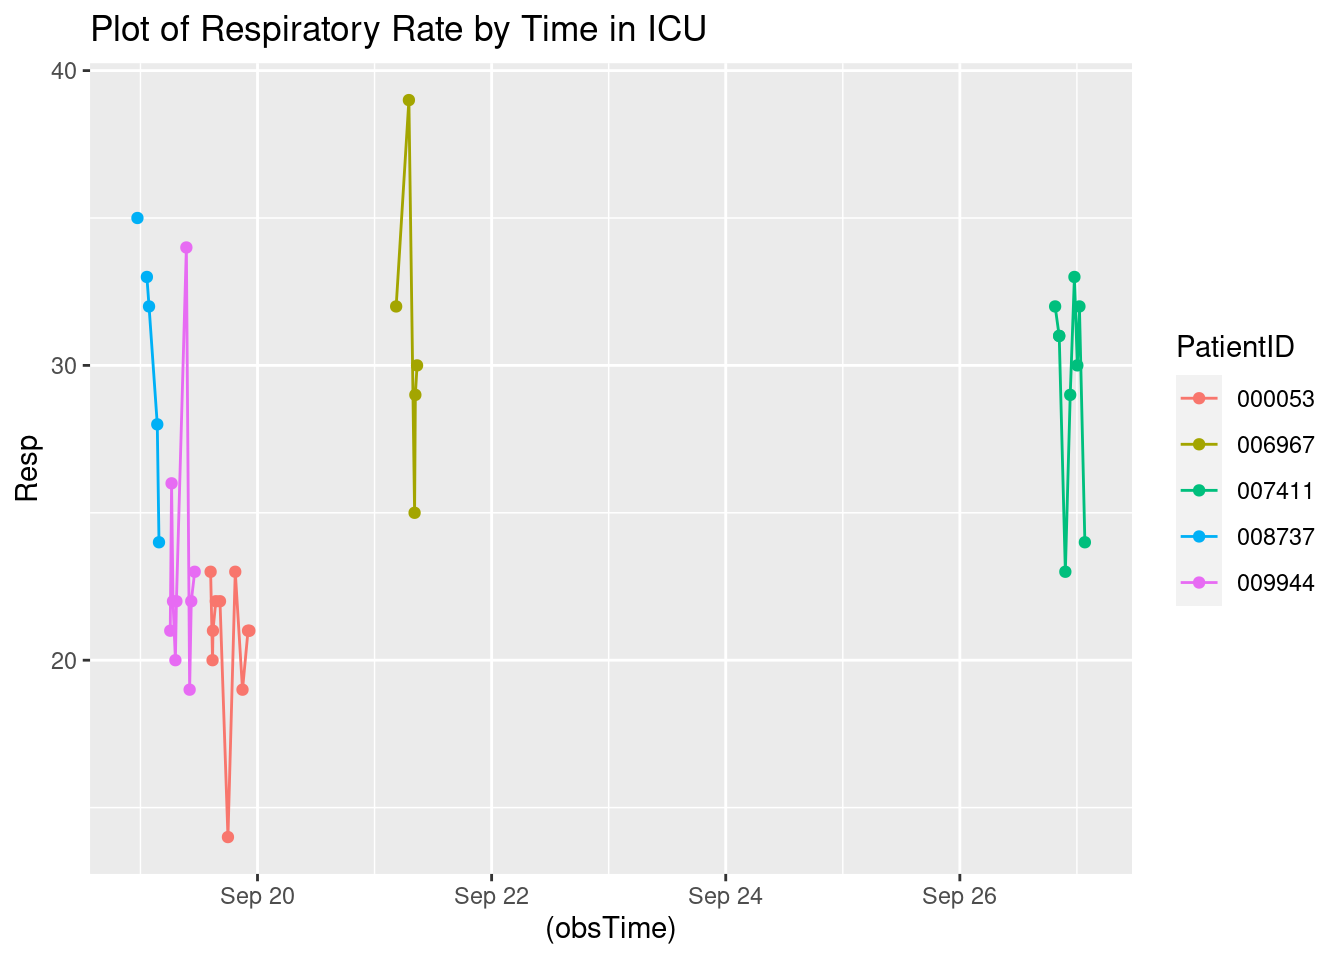 Plot of Respiratory Rate by Time in ICU
40
30
20
Resp
Sep 20
Sep 22
Sep 24
Sep 26
(obsTime)
PatientID
000053
006967
007411
008737
009944